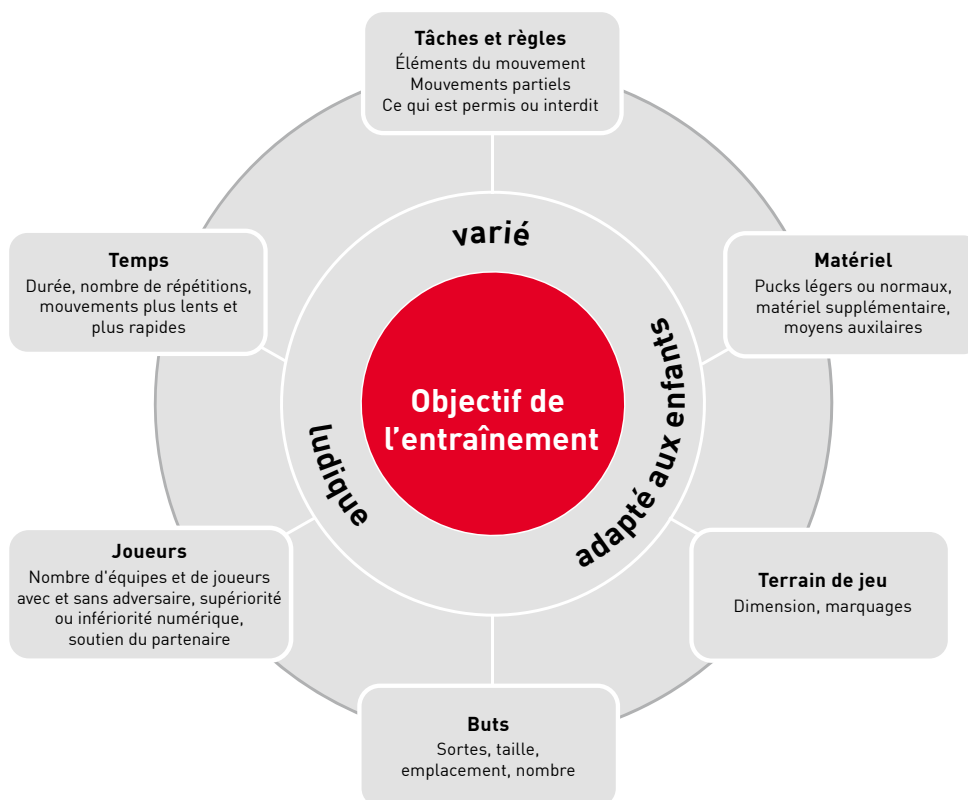 Tâches et règles
Éléments du mouvement
Mouvements partiels
Ce qui est permis ou interdit
varié
Temps
Durée, nombre de répétitions,
mouvements plus lents et
plus rapides
Matériel
Pucks légers ou normaux,
matériel supplémentaire,
moyens auxilaires
Objectif de
l'entraînement
ludique
adapté aux enfants
Joueurs
Nombre d'équipes et de joueurs
avec et sans adversaire, supériorité
ou infériorité numérique,
soutien du partenaire
Terrain de jeu
Dimension, marquages
Buts
Sortes, taille,
emplacement, nombre